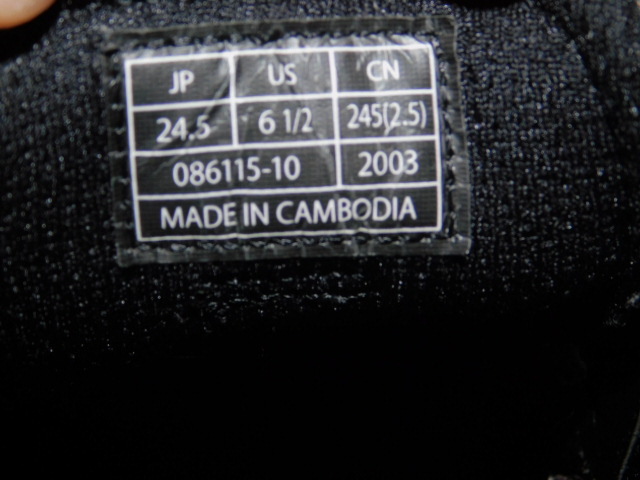 JP US CN
24.5 6 1/2 245(2.5)
086115-10 2003
MADE IN CAMBODIA